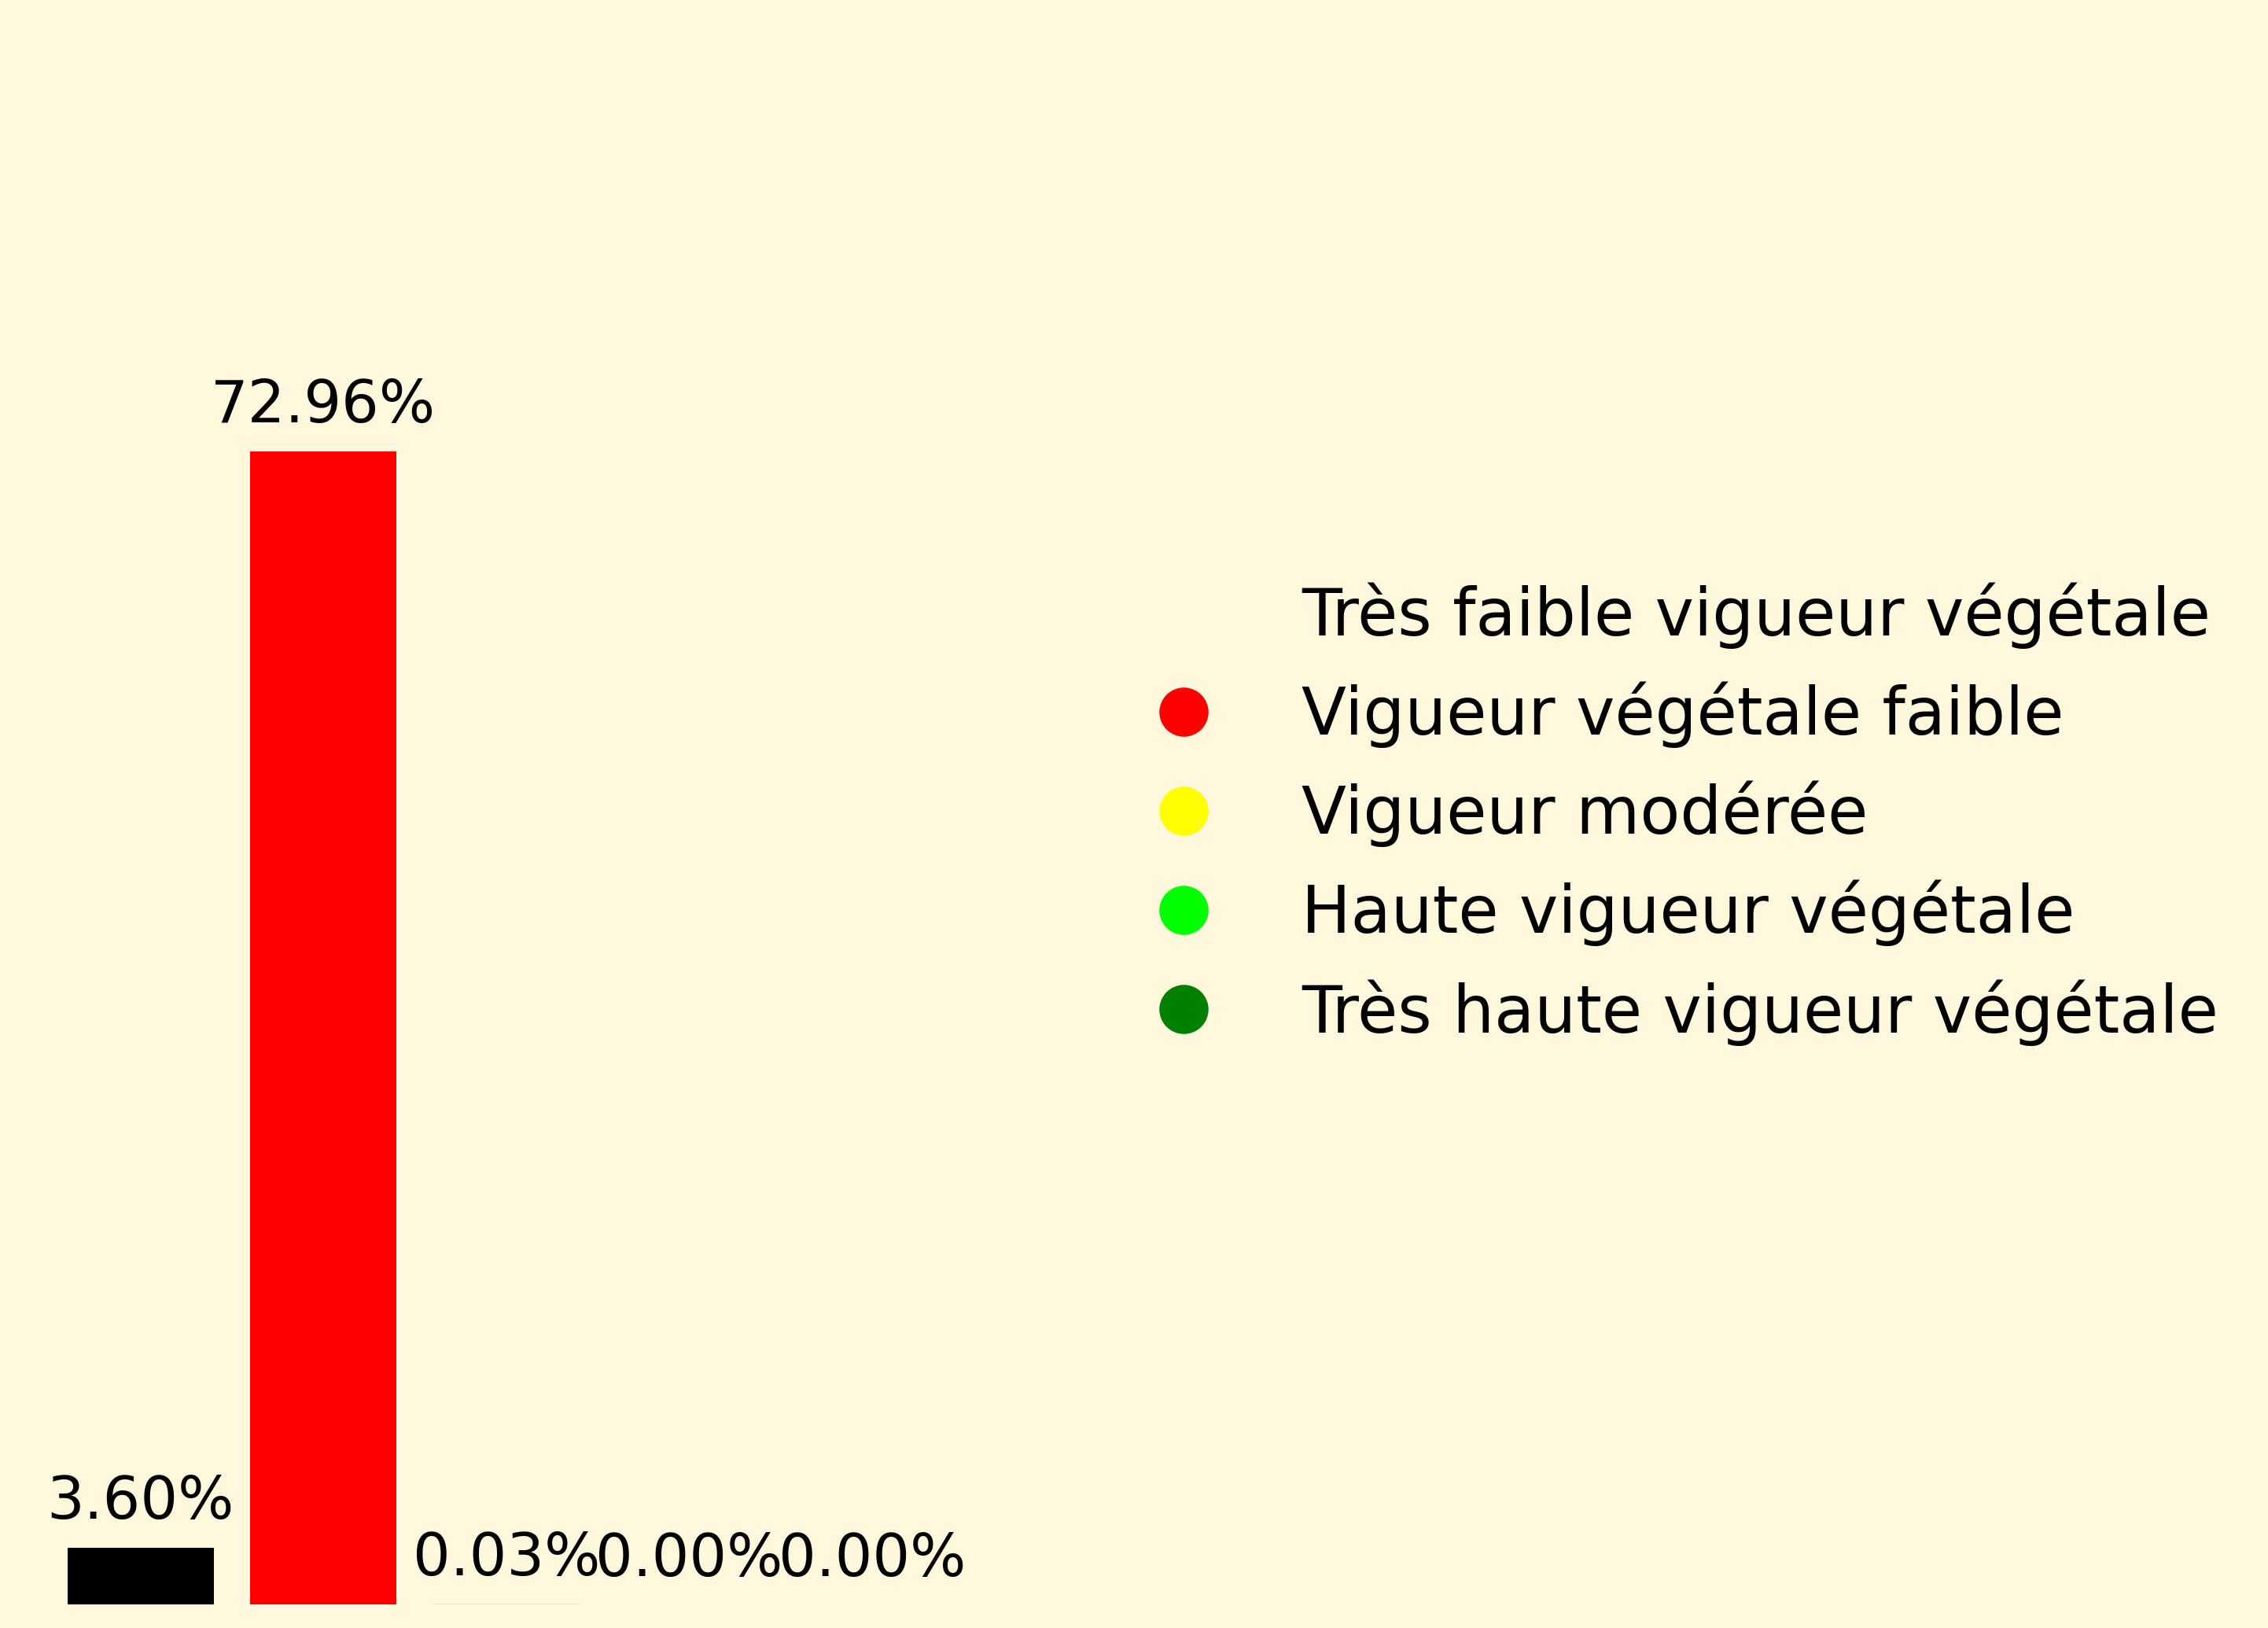 72.96%
Très faible vigueur végétale
Vigueur végétale faible
Vigueur modérée
Haute vigueur végétale
Très haute vigueur végétale
3.60%
0.03%
0.00%
0.00%